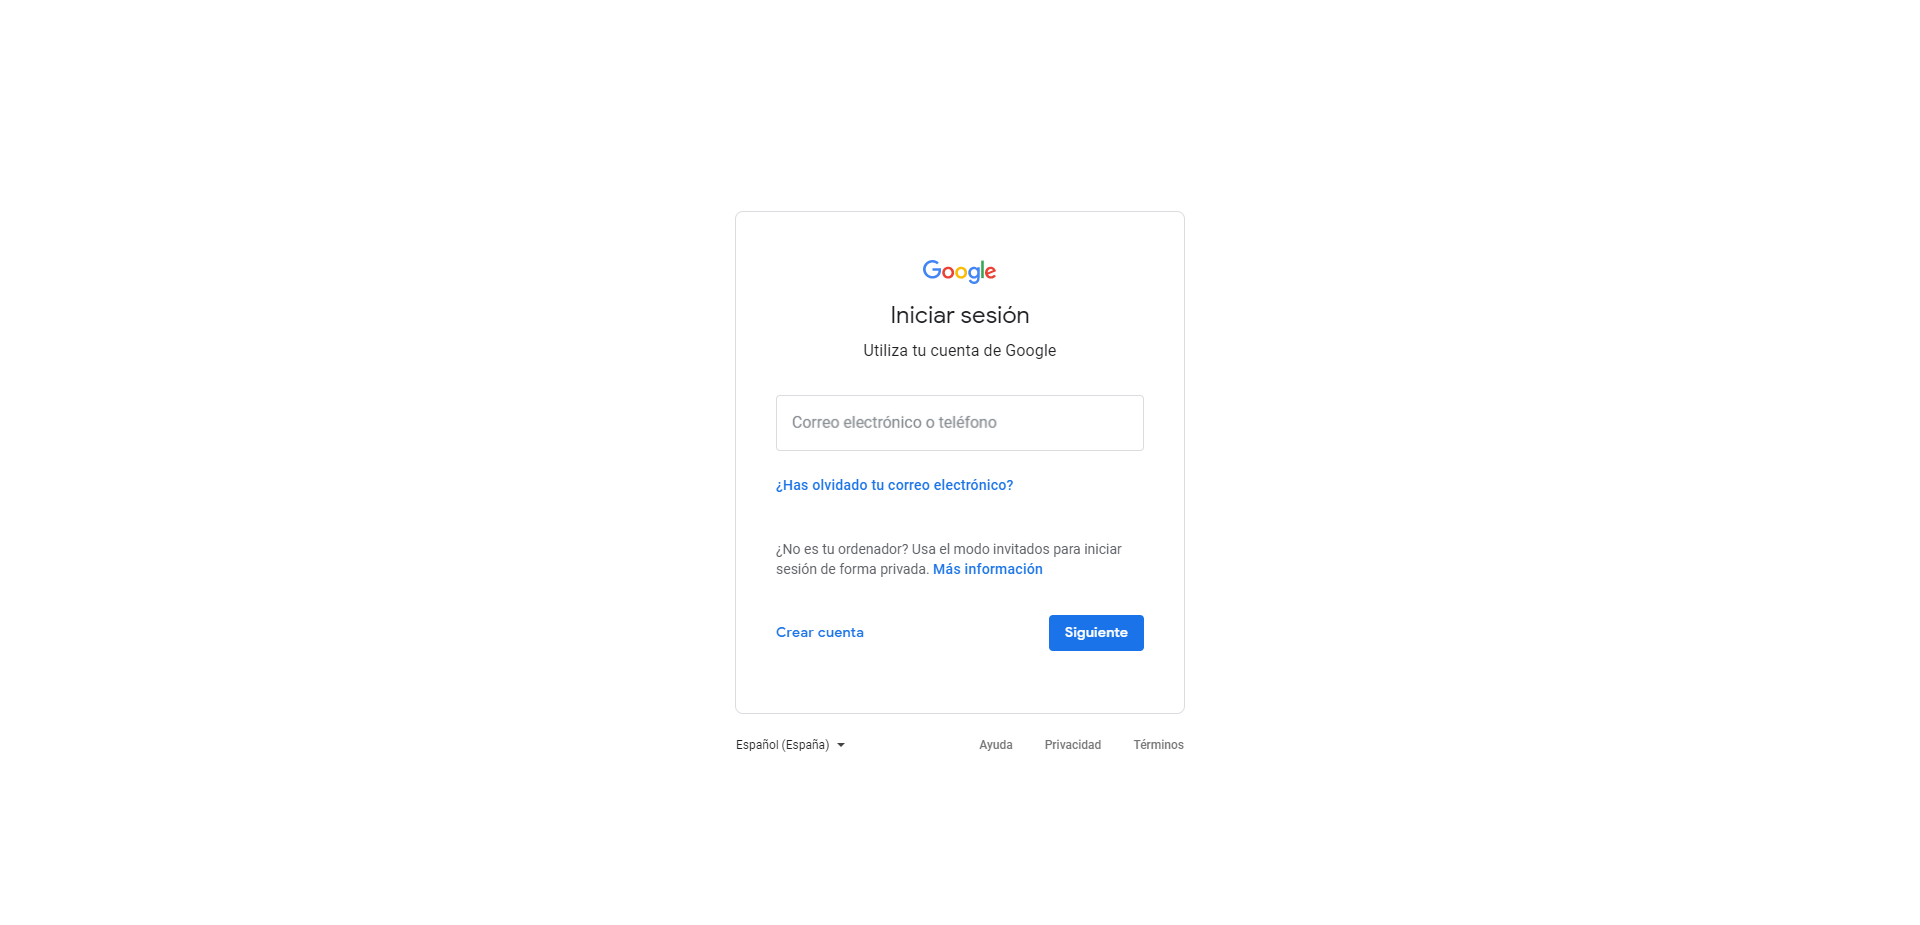 Google
Iniciar sesión
Utiliza tu cuenta de Google
Correo electrónico o teléfono
¿Has olvidado tu correo electrónico?
¿No es tu ordenador? Usa el modo invitados para iniciar
sesión de forma privada. Más información
Crear cuenta
Siguiente
Español (España)
Ayuda
Privacidad
Términos